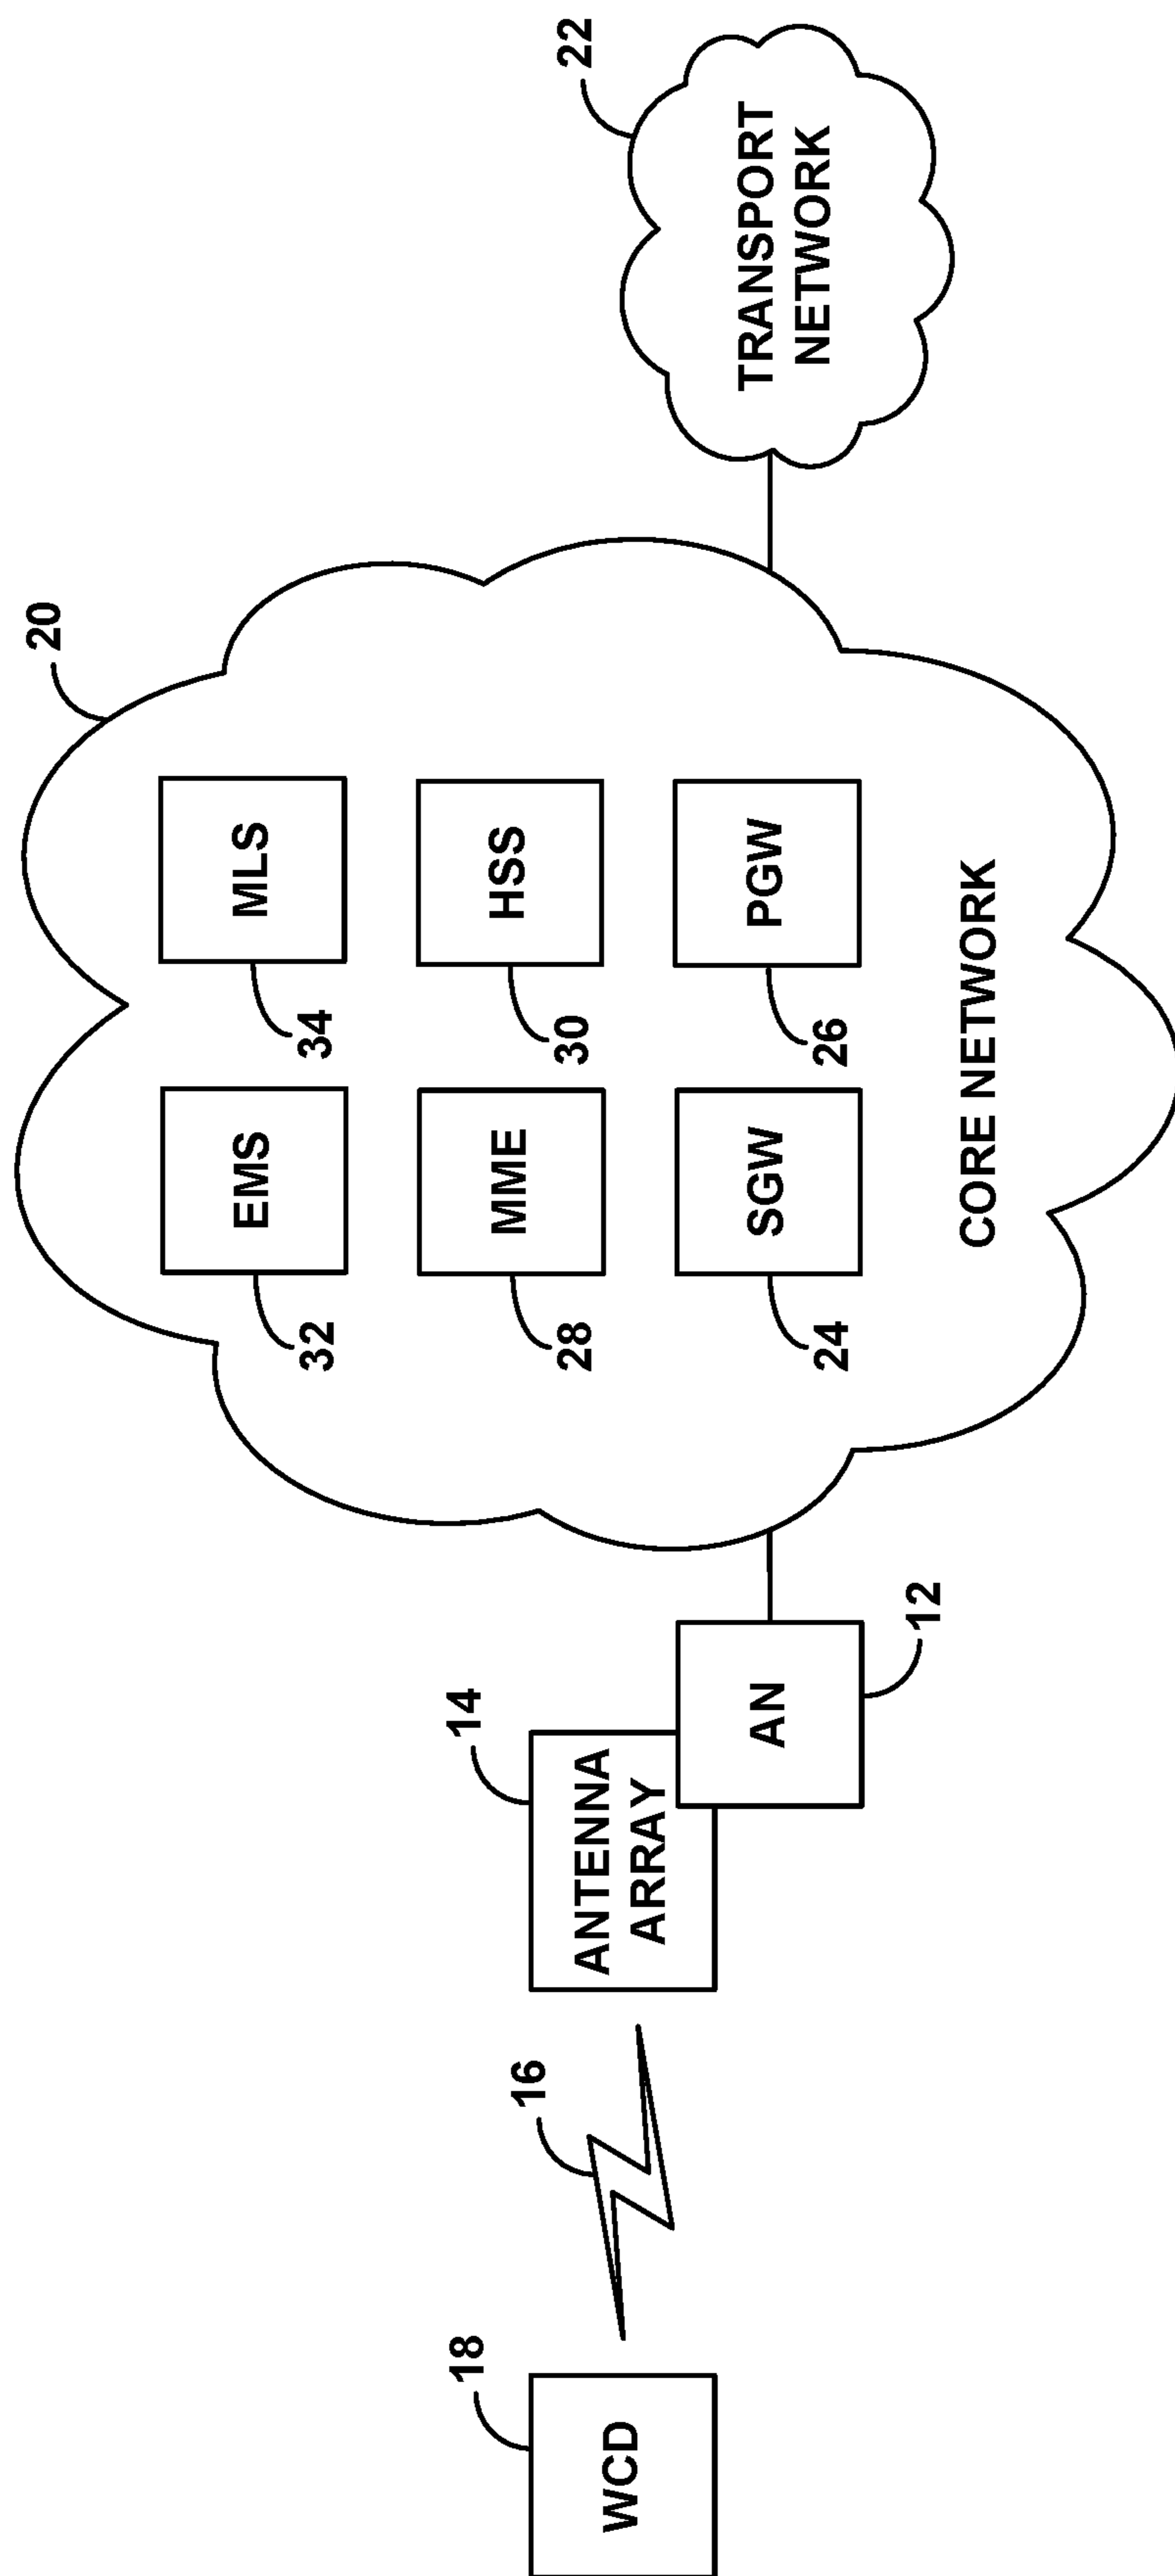 20
22
EMS
MLS
32
34
18
16
14
MME
HSS
28
30
WCD
ANTENNA
ARRAY
AN
12
SGW
PGW
24
26
TRANSPORT
NETWORK
CORE NETWORK